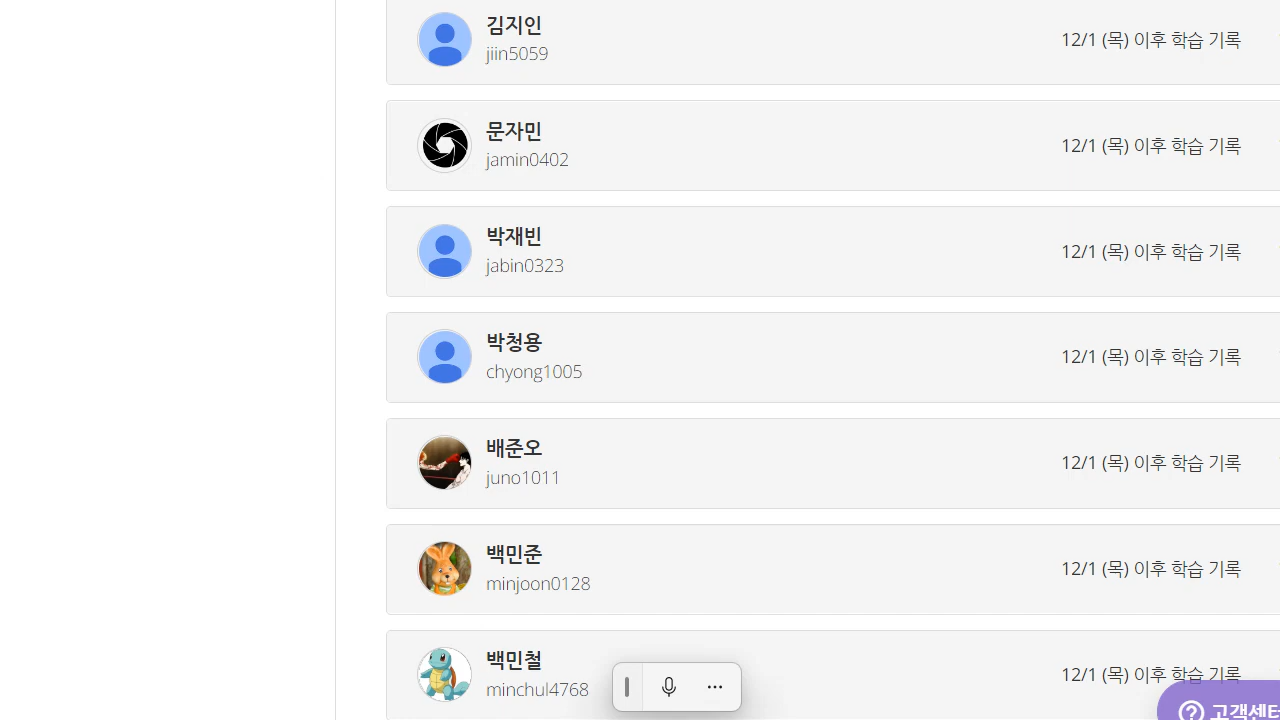 김지인
jiin5059
12/1 (목) 이후 학습 기록
문자민
jamin0402
12/1 (목) 이후 학습 기록
박재빈
jabin0323
12/1 (목) 이후 학습 기록
박청용
chyong1005
12/1 (목) 이후 학습 기록
배준오
juno1011
12/1 (목) 이후 학습 기록
백민준
minjoon0128
12/1 (목) 이후 학습 기록
백민철
minchul4768
12/1 (목) 이후 학습 기록
고객센터